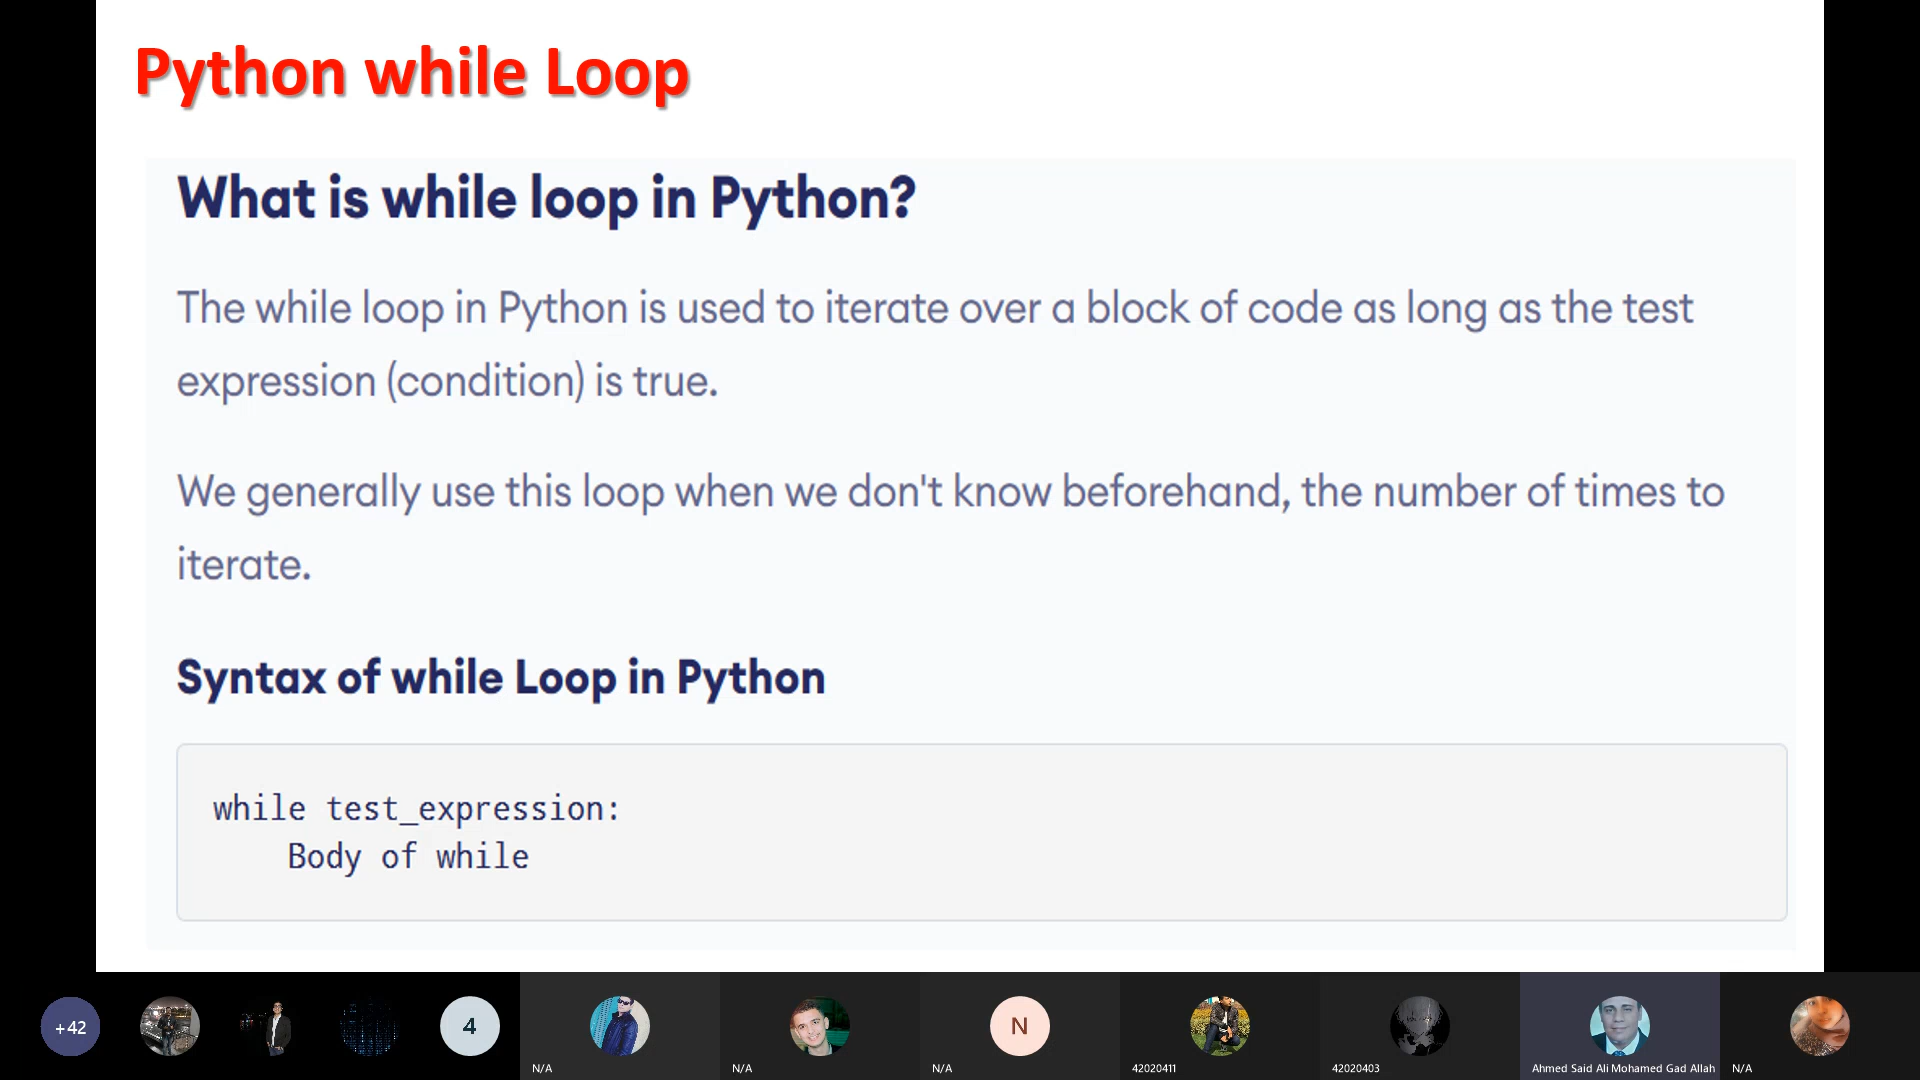 Python while Loop
What is while loop in Python?
The while loop in Python is used to iterate over a block of code as long as the test
expression (condition) is true.
We generally use this loop when we don't know beforehand, the number of times to
iterate.
Syntax of while Loop in Python
while test_expression:
    Body of while
+42
4
N
N/A
N/A
N/A
42020411
42020403
Ahmed Said Ali Mohamed Gad Allah
N/A